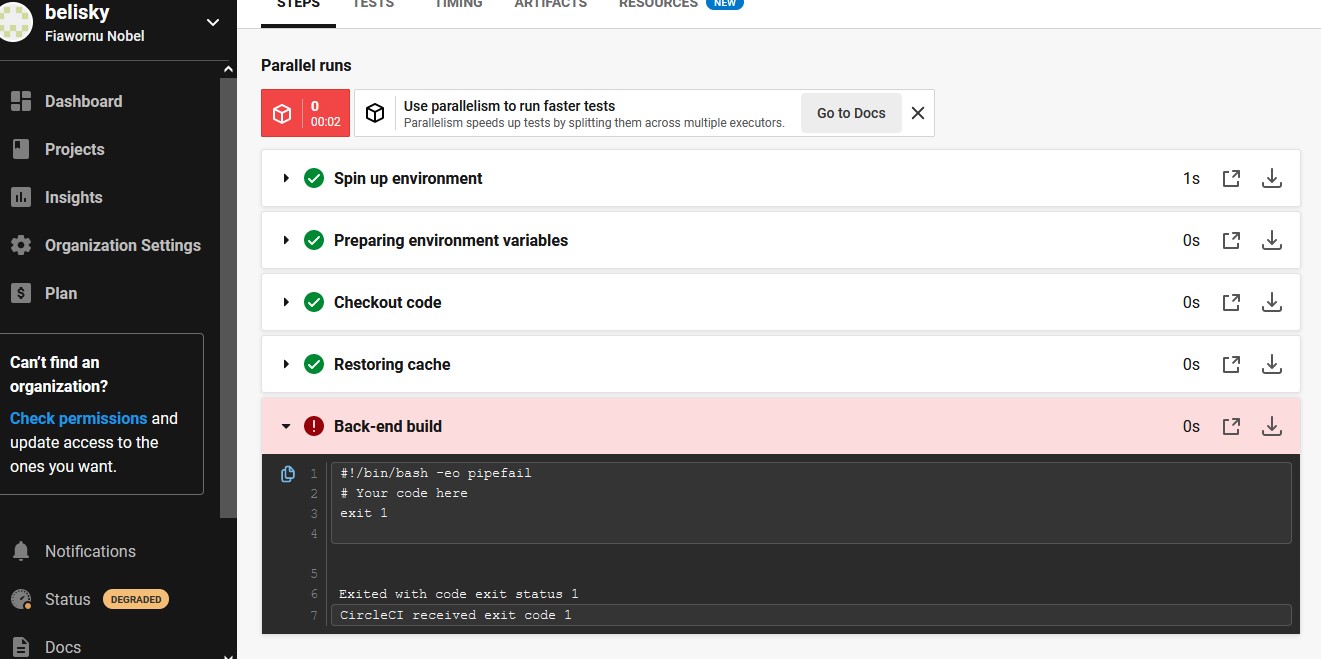 belisky
Fiawornu Nobel
Dashboard
Projects
Insights
Organization Settings
Plan
Can't find an
organization?
Check permissions and
update access to the
ones you want.
Notifications
Status DEGRADED
Docs
STEPS TESTS TIMING ARTIFACTS RESOURCES NEW
Parallel runs
0
00:02
Use parallelism to run faster tests
Parallelism speeds up tests by splitting them across multiple executors.
Go to Docs
Spin up environment 1s
Preparing environment variables 0s
Checkout code 0s
Restoring cache 0s
Back-end build 0s
1 #!/bin/bash -eo pipefail
2 # Your code here
3 exit 1
4
5
6 Exited with code exit status 1
7 CircleCI received exit code 1